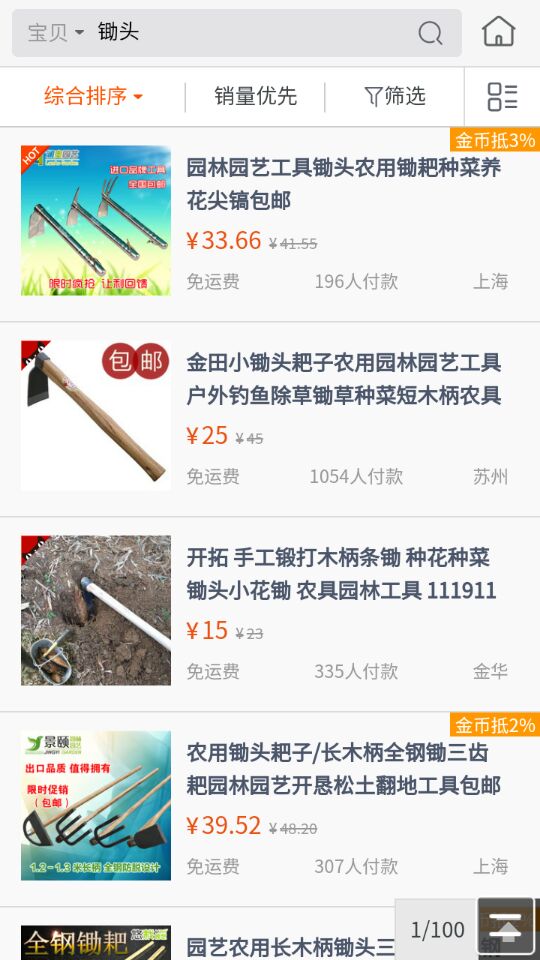 宝贝 锄头
综合排序 销量优先 筛选
金币抵3%
HOT
进口品牌工具
全国包邮
限时疯抢 让利回馈
园林园艺工具锄头农用锄耙种菜养
花尖镐包邮
¥33.66 ¥41.55
免运费 196人付款 上海
包邮
金田小锄头耙子农用园林园艺工具
户外钓鱼除草锄草种菜短木柄农具
¥25 ¥45
免运费 1054人付款 苏州
开拓 手工锻打木柄条锄 种花种菜
锄头小花锄 农具园林工具 111911
¥15 ¥23
免运费 335人付款 金华
金币抵2%
景颐 园林园艺
JINGYI GARDEN
出口品质 值得拥有
限时促销
（包邮）
1.2-1.3 米长柄 全钢防脱设计
农用锄头耙子/长木柄全钢锄三齿
耙园林园艺开恳松土翻地工具包邮
¥39.52 ¥48.20
免运费 307人付款 上海
全钢锄耙
园艺农用长木柄锄头三
钢
1/100